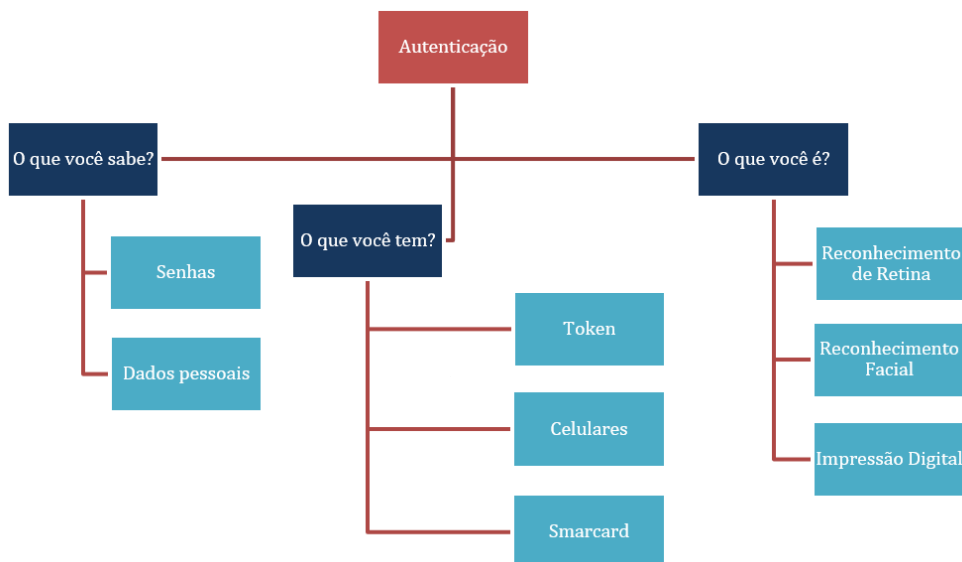 Autenticação
O que você sabe?
Senhas
Dados pessoais
O que você tem?
Token
Celulares
Smarcard
O que você é?
Reconhecimento
de Retina
Reconhecimento
Facial
Impressão Digital